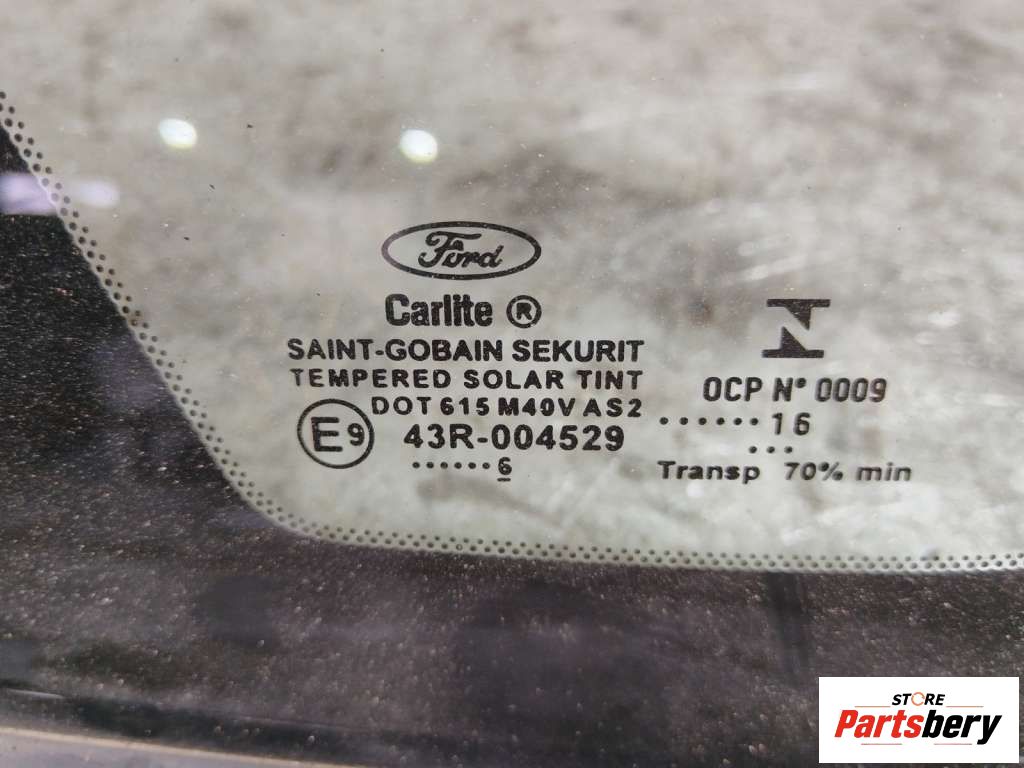 Ford
Carlite ®
SAINT-GOBAIN SEKURIT
TEMPERED SOLAR TINT
DOT 615 M40V AS2
E9 43R-004529
......6
N
OCP N° 0009
......16
...
Transp 70% min
STORE
Partsbery